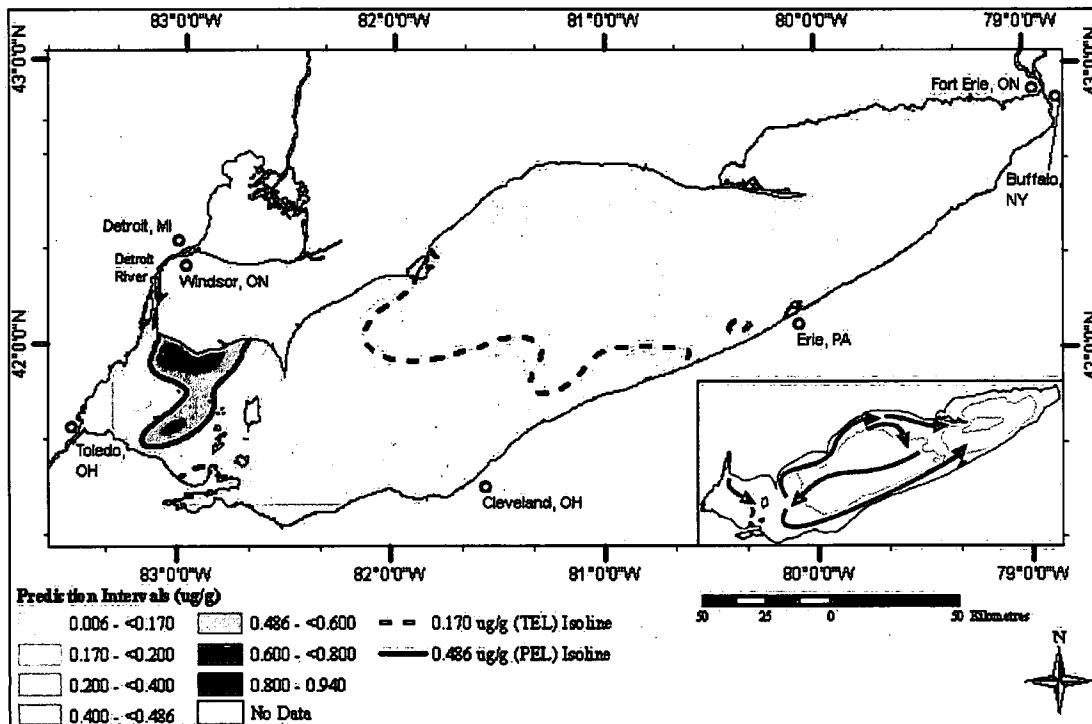 83°0'0"W 82°0'0"W 81°0'0"W 80°0'0"W 79°0'0"W
43°0'0"N
43°0'0"N
Fort Erie, ON
Buffalo,
NY
Detroit, MI
Detroit
River
Windsor, ON
42°0'0"N
42°0'0"N
Erie, PA
Toledo,
OH
Cleveland, OH
83°0'0"W 82°0'0"W 81°0'0"W 80°0'0"W 79°0'0"W
Prediction Intervals (ug/g)
0.006 - <0.170 0.486 - <0.600 0.170 ug/g (TEL) Isoline
0.170 - <0.200 0.600 - <0.800 0.486 ug/g (PEL) Isoline
0.200 - <0.400 0.800 - 0.940
0.400 - <0.486 No Data
50 25 0 50 Kilometres
N